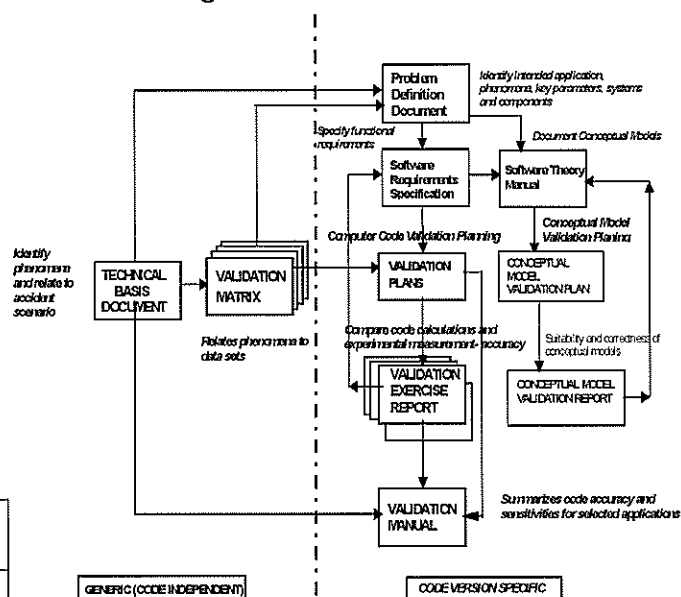 Problem
Definition
Document
Identify intended application,
phenomena, key parameters, systems
and components
Specify functional
requirements
Document Conceptual Models
Software
Requirements
Specification
Software Theory
Manual
Computer Code Validation Planning
Conceptual Model
Validation Planing
Identify
phenomena
and relate to
accident
scenario
TECHNICAL
BASIS
DOCUMENT
VALIDATION
MATRIX
VALIDATION
PLANS
CONCEPTUAL
MODEL
VALIDATION PLAN
Relates phenomena to
data sets
Compare code calculations and
experimental measurement- accuracy
Suitability and correctness of
conceptual models
VALIDATION
EXERCISE
REPORT
CONCEPTUAL MODEL
VALIDATION REPORT
VALIDATION
MANUAL
Summarizes code accuracy and
sensitivities for selected applications
GENERIC (CODE INDEPENDENT)
CODE VERSION SPECIFIC